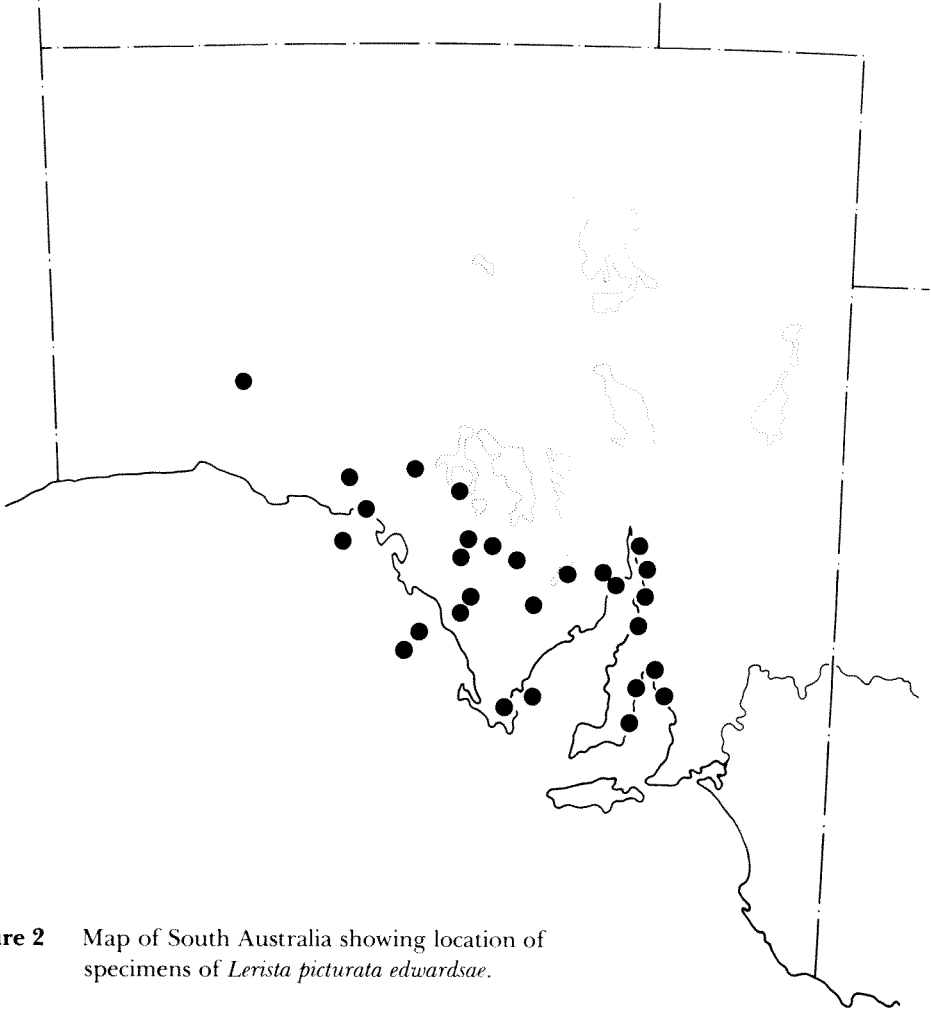 re 2 Map of South Australia showing location of
specimens of Lerista picturata edwardsae.